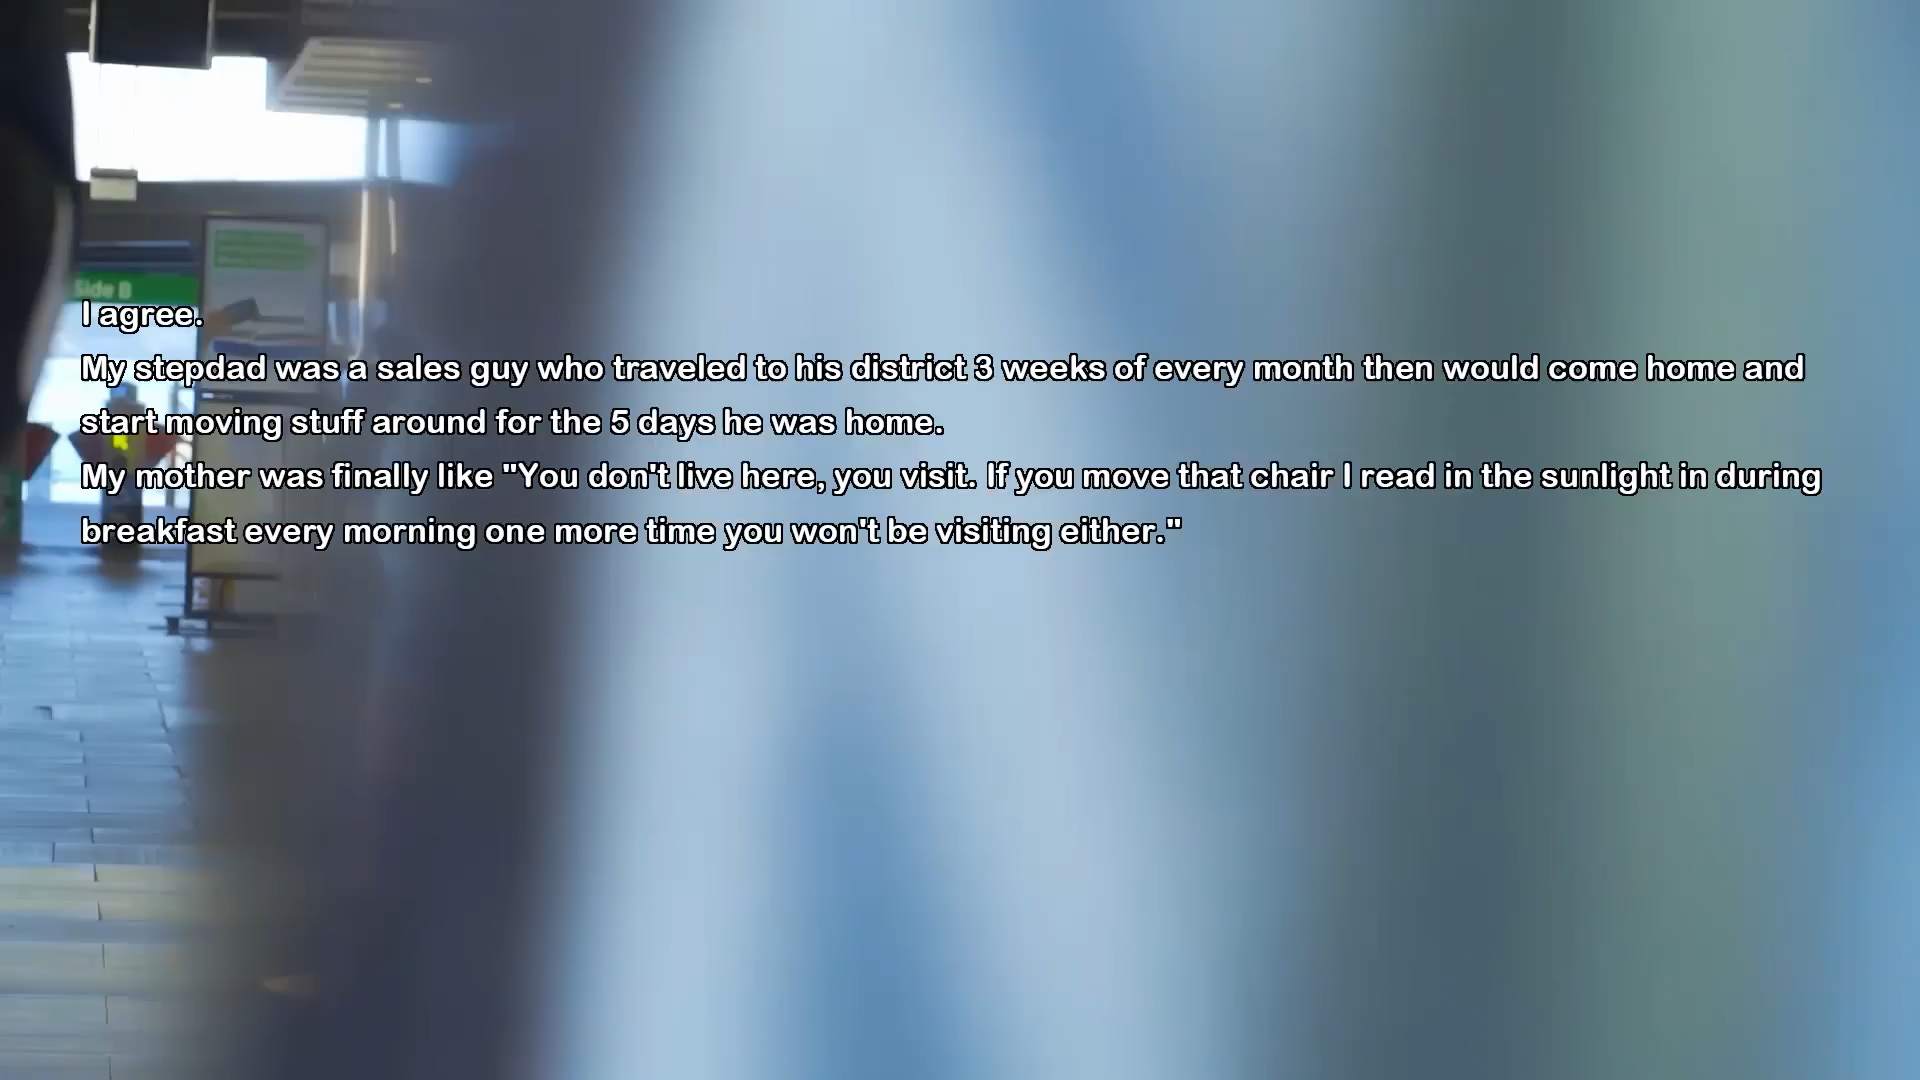 Side B
I agree.
My stepdad was a sales guy who traveled to his district 3 weeks of every month then would come home and
start moving stuff around for the 5 days he was home.
My mother was finally like "You don't live here, you visit. If you move that chair I read in the sunlight in during
breakfast every morning one more time you won't be visiting either."